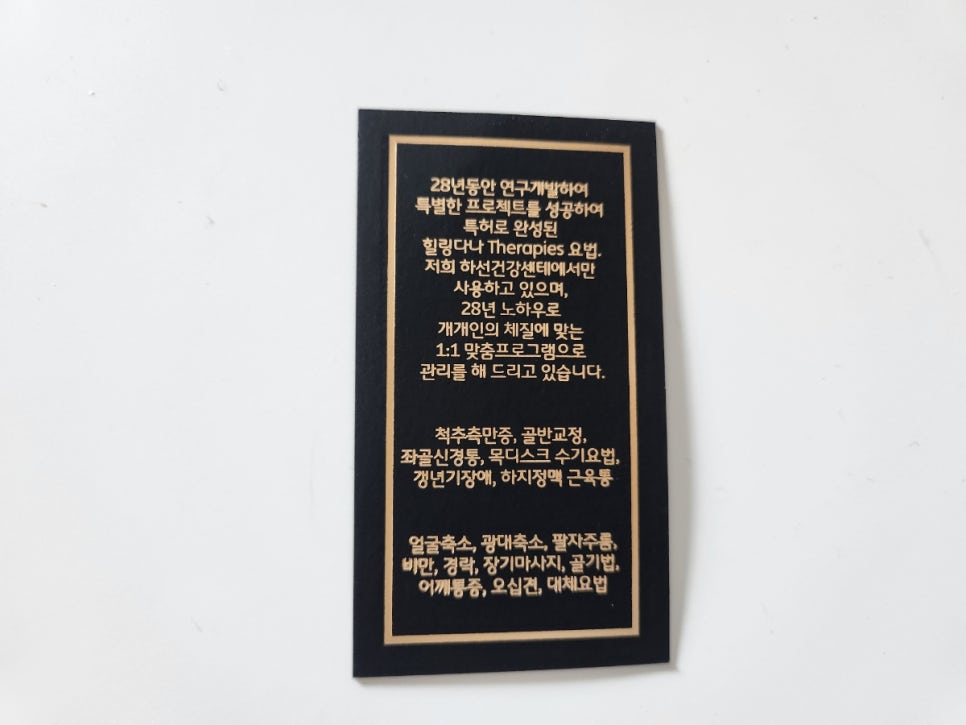 28년동안 연구개발하여
특별한 프로젝트를 성공하여
특허로 완성된
힐링다나 Therapies 요법.
저희 하선건강센테에서만
사용하고 있으며,
28년 노하우로
개개인의 체질에 맞는
1:1 맞춤프로그램으로
관리를 해 드리고 있습니다.
척추측만증, 골반교정,
좌골신경통, 목디스크 수기요법,
갱년기장애, 하지정맥 근육통
얼굴축소, 광대축소, 팔자주름,
비만, 경락, 장기마사지, 골기법,
어깨통증, 오십견, 대체요법